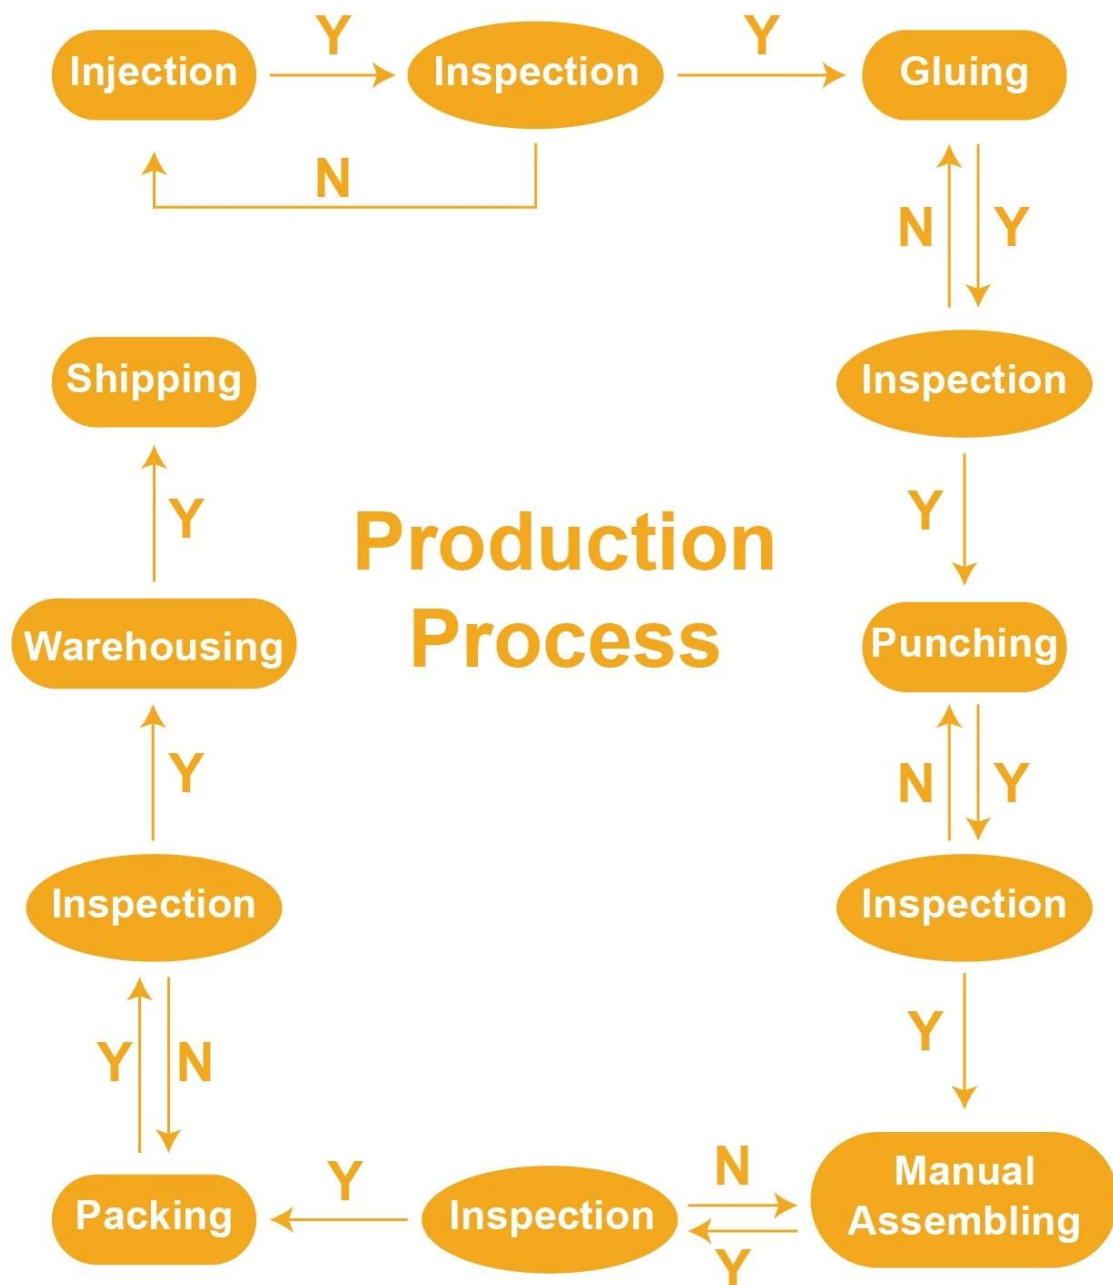 Injection
Y
Inspection
Y
Gluing
N
N
Y
Inspection
Y
Punching
N
Y
Inspection
Y
Manual
Assembling
N
Y
Inspection
Y
Packing
Y
N
Inspection
Y
Warehousing
Y
Shipping
Production
Process